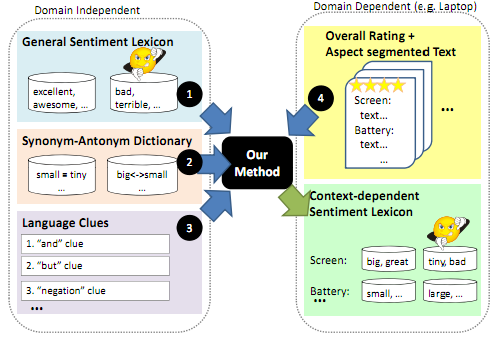 Domain Independent
General Sentiment Lexicon
excellent,
awesome, ...
bad,
terrible, ...
1
Synonym-Antonym Dictionary
small = tiny
...
big<->small
...
2
Language Clues
3
1. "and" clue
2. "but" clue
3. "negation" clue
...
Our
Method
Domain Dependent (e.g. Laptop)
Overall Rating +
Aspect segmented Text
4
Screen:
text...
Battery:
text...
...
...
Context-dependent
Sentiment Lexicon
Screen:
big, great
tiny, bad
Battery:
small, ...
large, ...
...